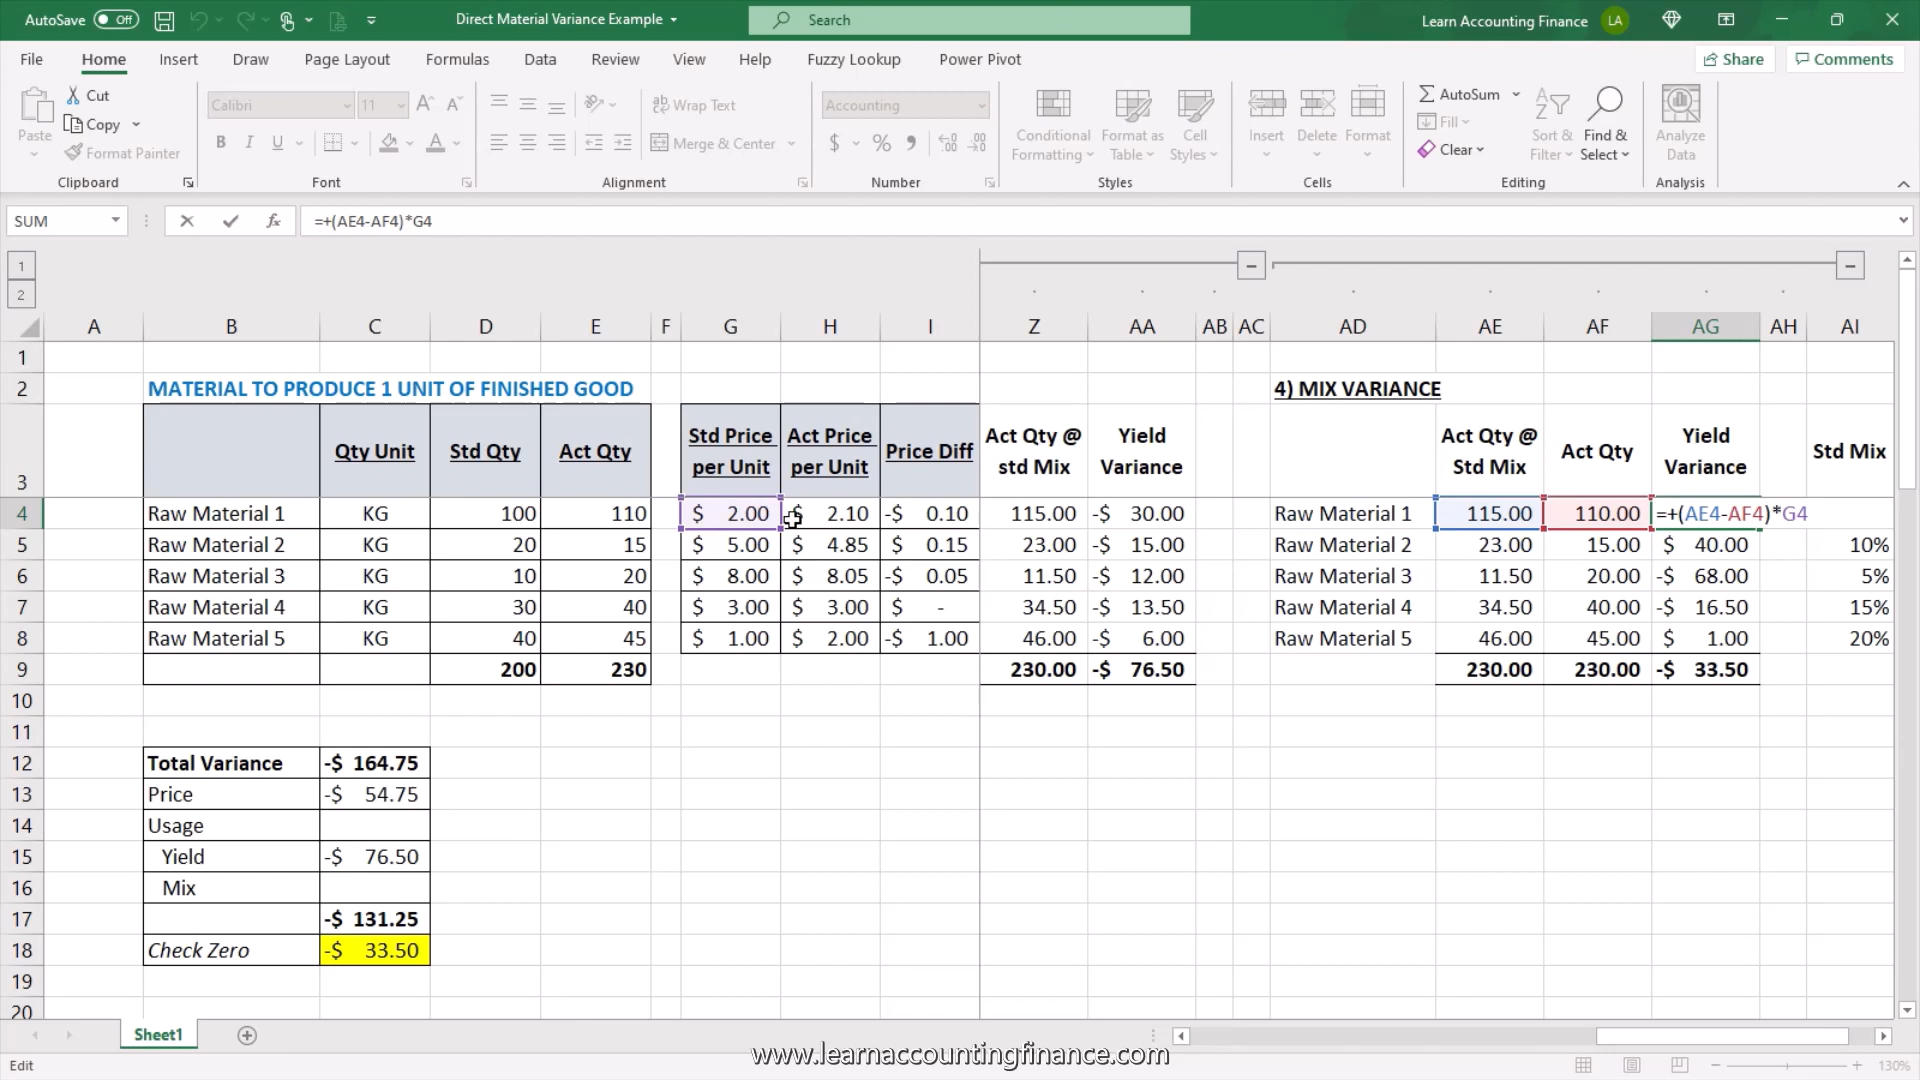 AutoSave Off Direct Material Variance Example Search Learn Accounting Finance LA
File Home Insert Draw Page Layout Formulas Data Review View Help Fuzzy Lookup Power Pivot Share Comments
Paste Cut Copy Format Painter Clipboard
Calibri 11 B I U Font
Wrap Text Merge & Center Alignment
Accounting $ % Number
Conditional Formatting Format as Table Cell Styles Styles
Insert Delete Format Cells
AutoSum Fill Clear Sort & Filter Find & Select Editing
Analyze Data Analysis
SUM fx =+(AE4-AF4)*G4
1
2
A B C D E F G H I Z AA AB AC AD AE AF AG AH AI
1
2 MATERIAL TO PRODUCE 1 UNIT OF FINISHED GOOD 4) MIX VARIANCE
3 Qty Unit Std Qty Act Qty Std Price per Unit Act Price per Unit Price Diff Act Qty @ std Mix Yield Variance Act Qty @ Std Mix Act Qty Yield Variance Std Mix
4 Raw Material 1 KG 100 110 $ 2.00 $ 2.10 -$ 0.10 115.00 -$ 30.00 Raw Material 1 115.00 110.00 =+(AE4-AF4)*G4
5 Raw Material 2 KG 20 15 $ 5.00 $ 4.85 $ 0.15 23.00 -$ 15.00 Raw Material 2 23.00 15.00 $ 40.00 10%
6 Raw Material 3 KG 10 20 $ 8.00 $ 8.05 -$ 0.05 11.50 -$ 12.00 Raw Material 3 11.50 20.00 -$ 68.00 5%
7 Raw Material 4 KG 30 40 $ 3.00 $ 3.00 $ - 34.50 -$ 13.50 Raw Material 4 34.50 40.00 -$ 16.50 15%
8 Raw Material 5 KG 40 45 $ 1.00 $ 2.00 -$ 1.00 46.00 -$ 6.00 Raw Material 5 46.00 45.00 $ 1.00 20%
9 200 230 230.00 -$ 76.50 230.00 230.00 -$ 33.50
10
11
12 Total Variance -$ 164.75
13 Price -$ 54.75
14 Usage
15 Yield -$ 76.50
16 Mix
17 -$ 131.25
18 Check Zero -$ 33.50
19
20
Sheet1
www.learnaccountingfinance.com
Edit 130%